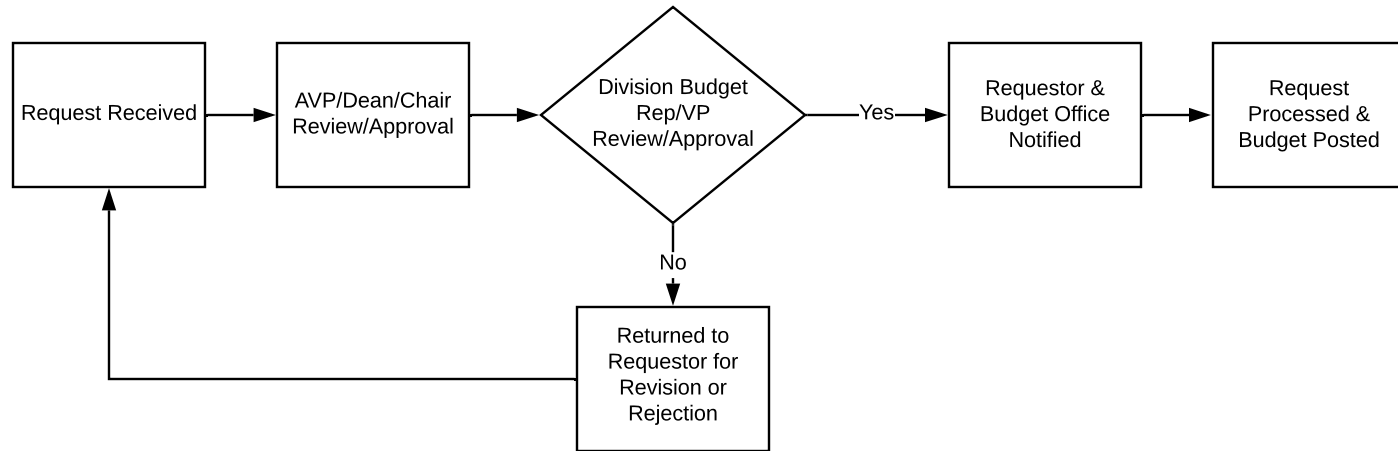 Request Received
AVP/Dean/Chair
Review/Approval
Division Budget
Rep/VP
Review/Approval
Yes
Requestor &
Budget Office
Notified
Request
Processed &
Budget Posted
No
Returned to
Requestor for
Revision or
Rejection